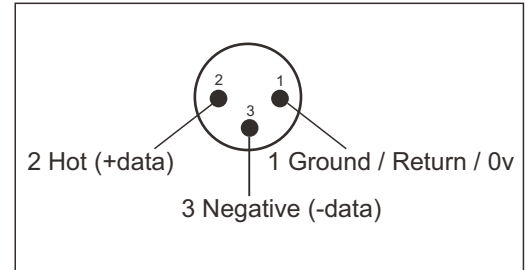 2 1
3
2 Hot (+data) 1 Ground / Return / 0v
3 Negative (-data)